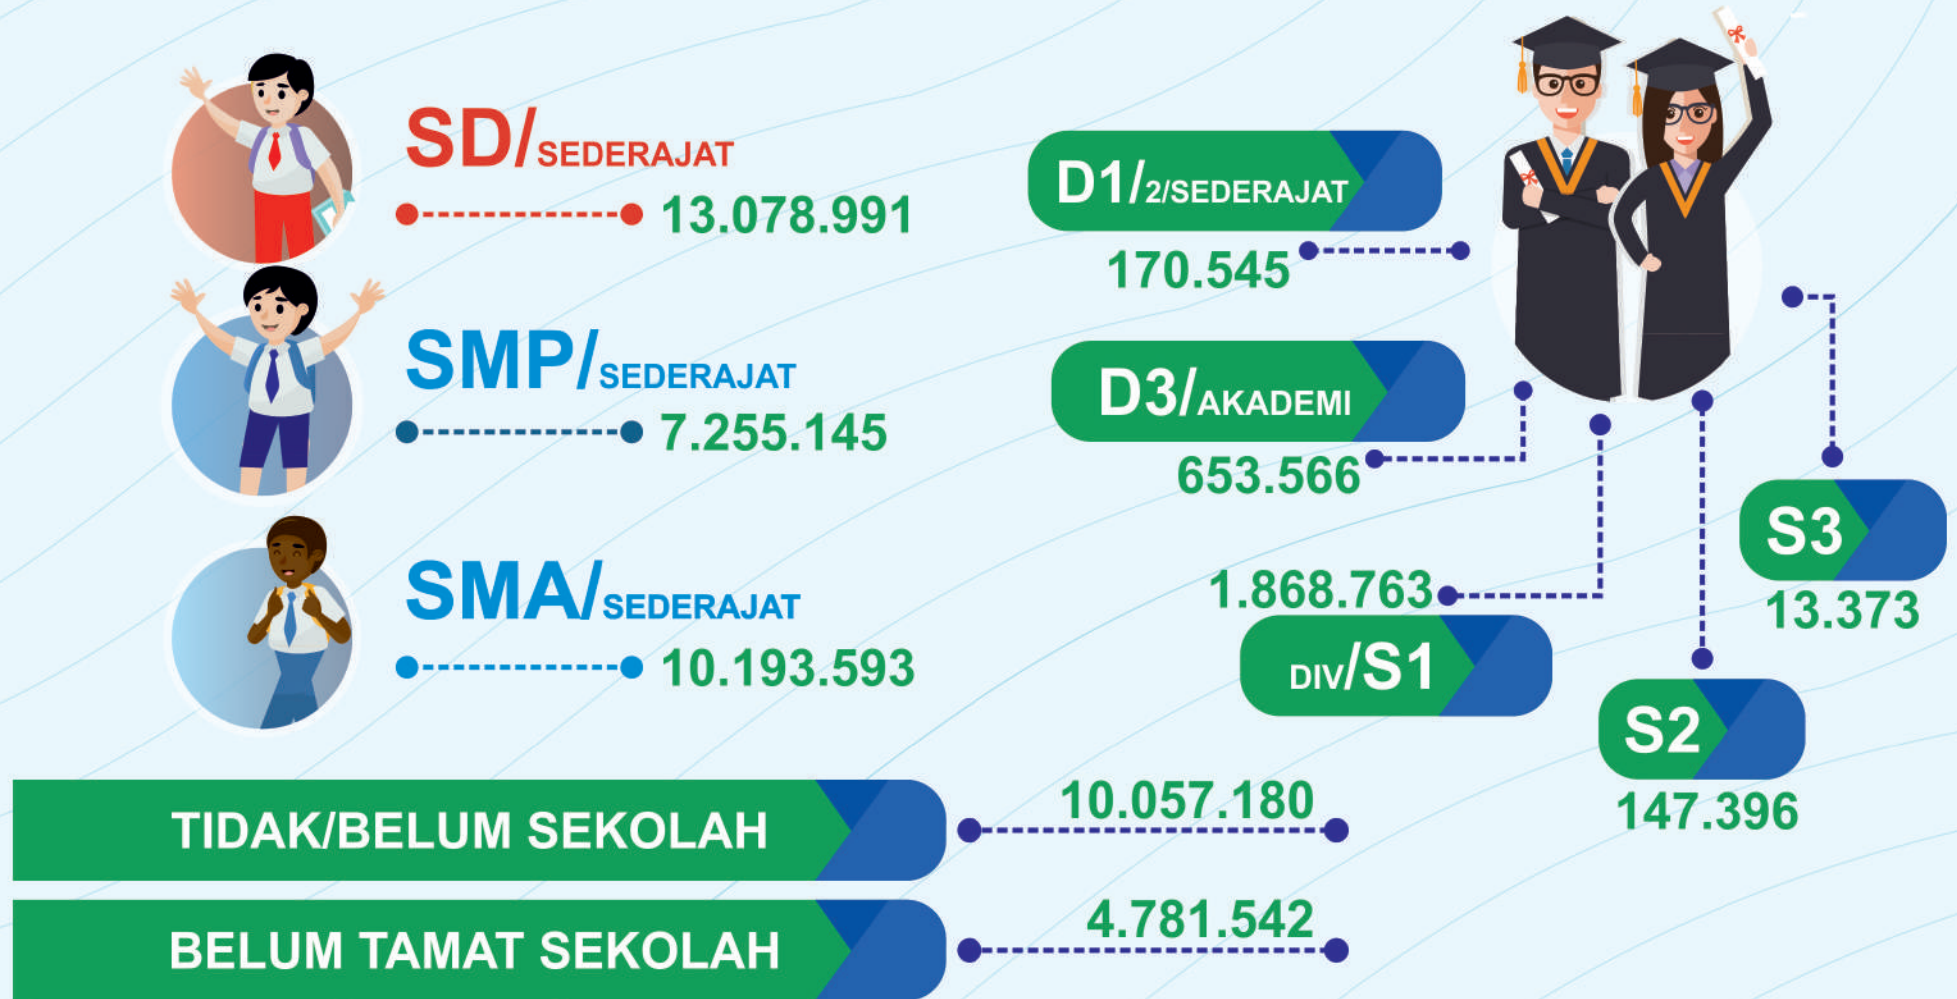 SD/SEDERAJAT
13.078.991
SMP/SEDERAJAT
7.255.145
SMA/SEDERAJAT
10.193.593
D1/2/SEDERAJAT
170.545
D3/AKADEMI
653.566
1.868.763
DIV/S1
S3
13.373
S2
147.396
TIDAK/BELUM SEKOLAH
10.057.180
BELUM TAMAT SEKOLAH
4.781.542